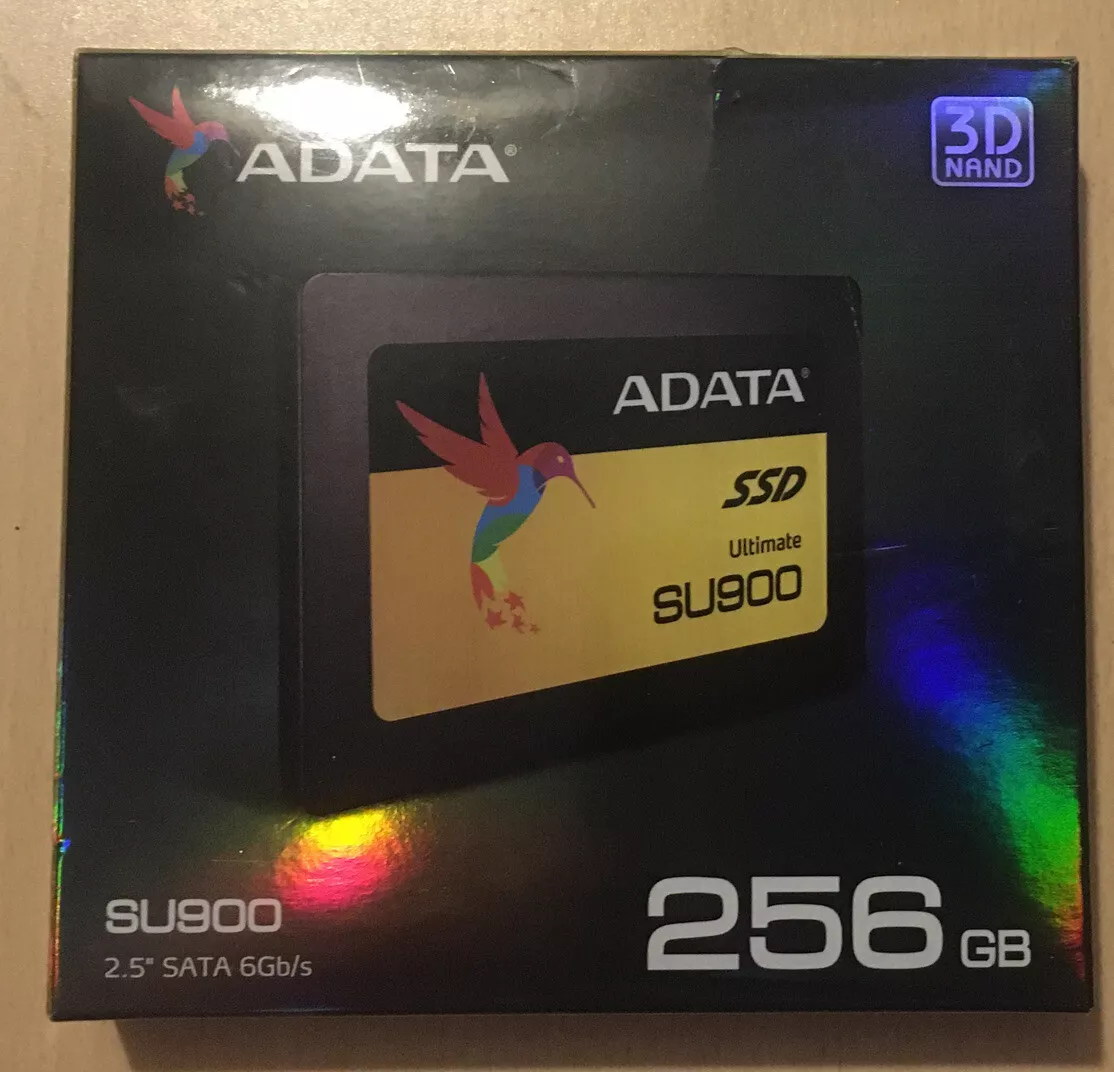 ADATA®
3D
NAND
ADATA®
SSD
Ultimate
SU900
SU900
2.5" SATA 6Gb/s
256 GB